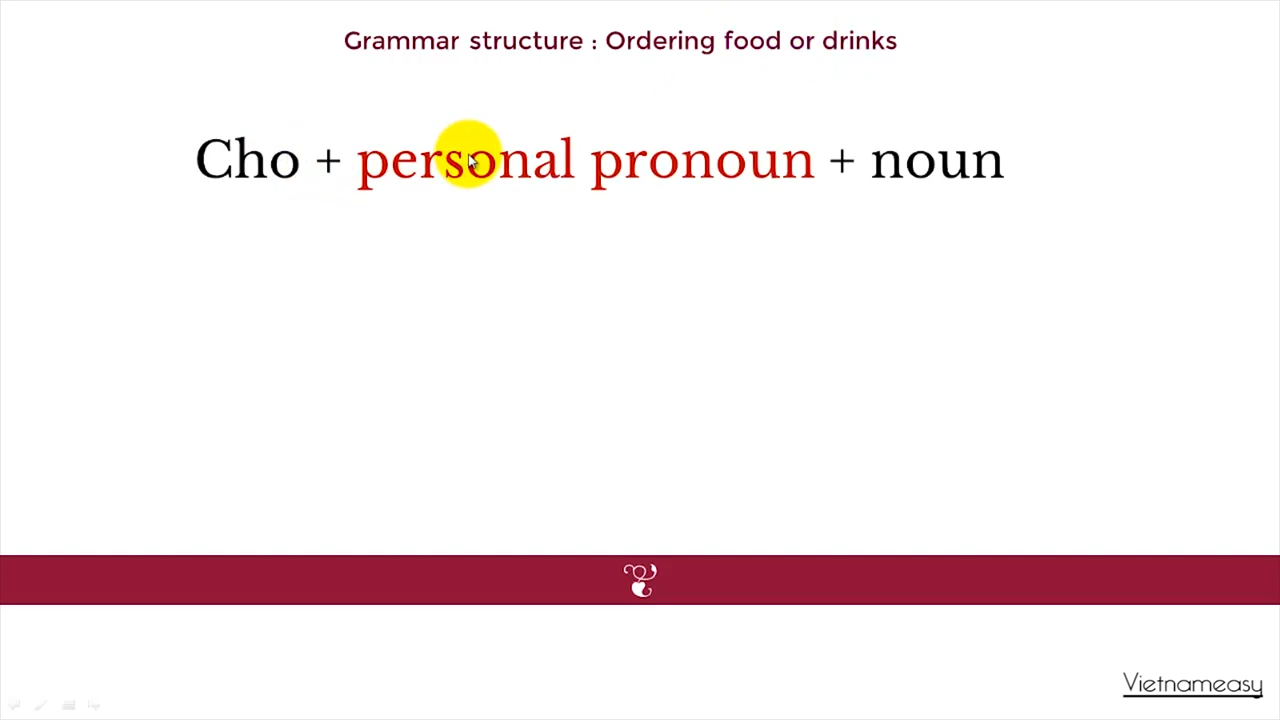 Grammar structure : Ordering food or drinks
Cho + personal pronoun + noun
Vietnameasy